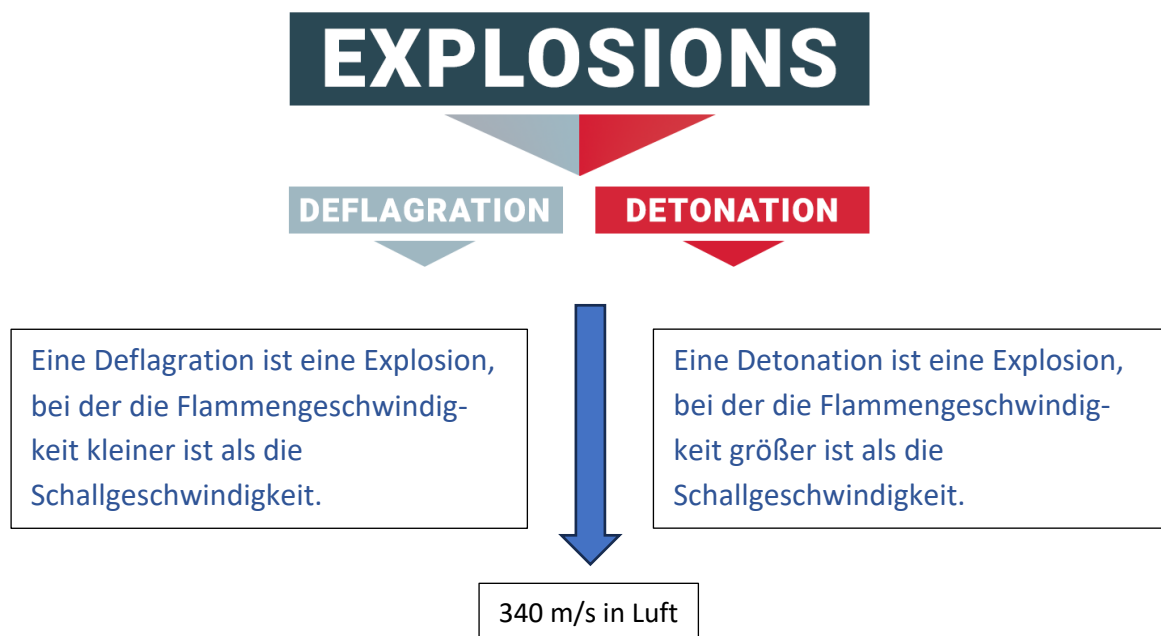 EXPLOSIONS
DEFLAGRATION
DETONATION
Eine Deflagration ist eine Explosion,
bei der die Flammengeschwindig-
keit kleiner ist als die
Schallgeschwindigkeit.
Eine Detonation ist eine Explosion,
bei der die Flammengeschwindig-
keit größer ist als die
Schallgeschwindigkeit.
340 m/s in Luft